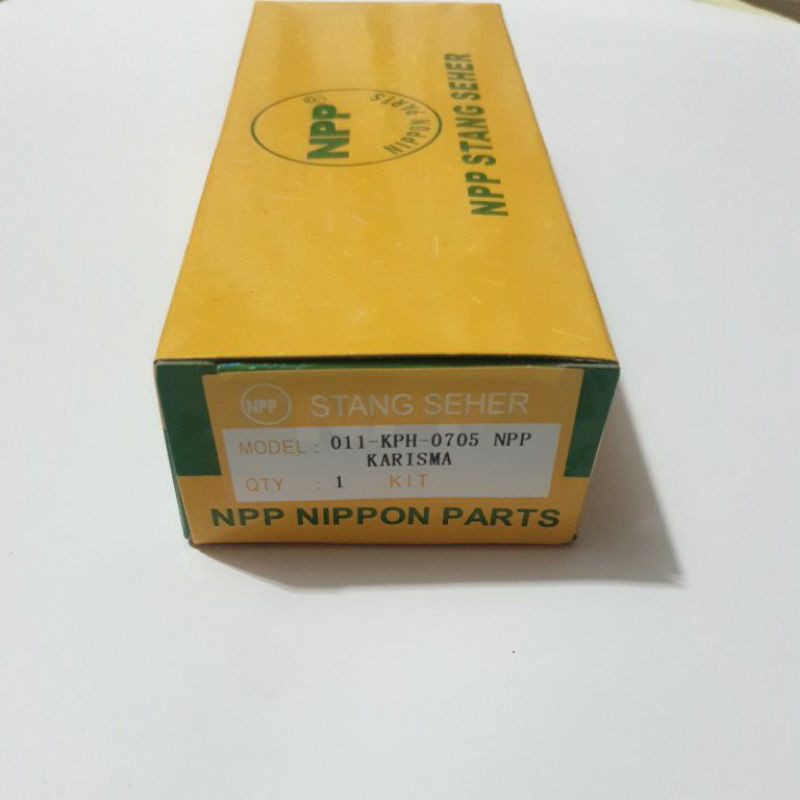 NPP®
NIPPON PARTS
NPP STANG SEHER
NPP STANG SEHER
MODEL : 011-KPH-0705 NPP
KARISMA
QTY : 1 KIT
NPP NIPPON PARTS